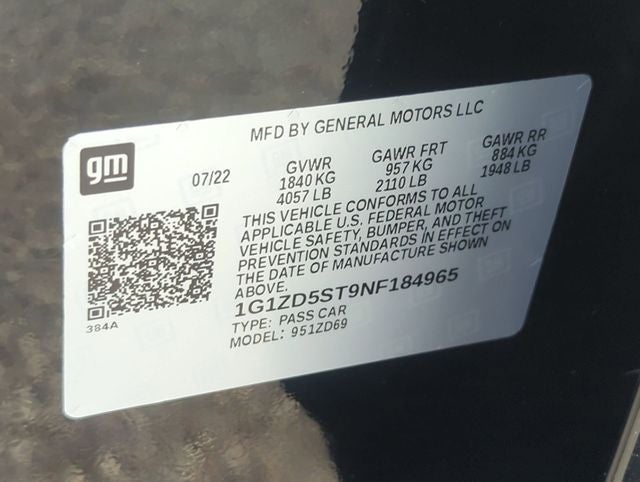 MFD BY GENERAL MOTORS LLC
gm
07/22
GVWR
1840 KG
4057 LB
GAWR FRT
957 KG
2110 LB
GAWR RR
884 KG
1948 LB
THIS VEHICLE CONFORMS TO ALL
APPLICABLE U.S. FEDERAL MOTOR
VEHICLE SAFETY, BUMPER, AND THEFT
PREVENTION STANDARDS IN EFFECT ON
THE DATE OF MANUFACTURE SHOWN
ABOVE.
1G1ZD5ST9NF184965
TYPE: PASS CAR
MODEL: 951ZD69
384A